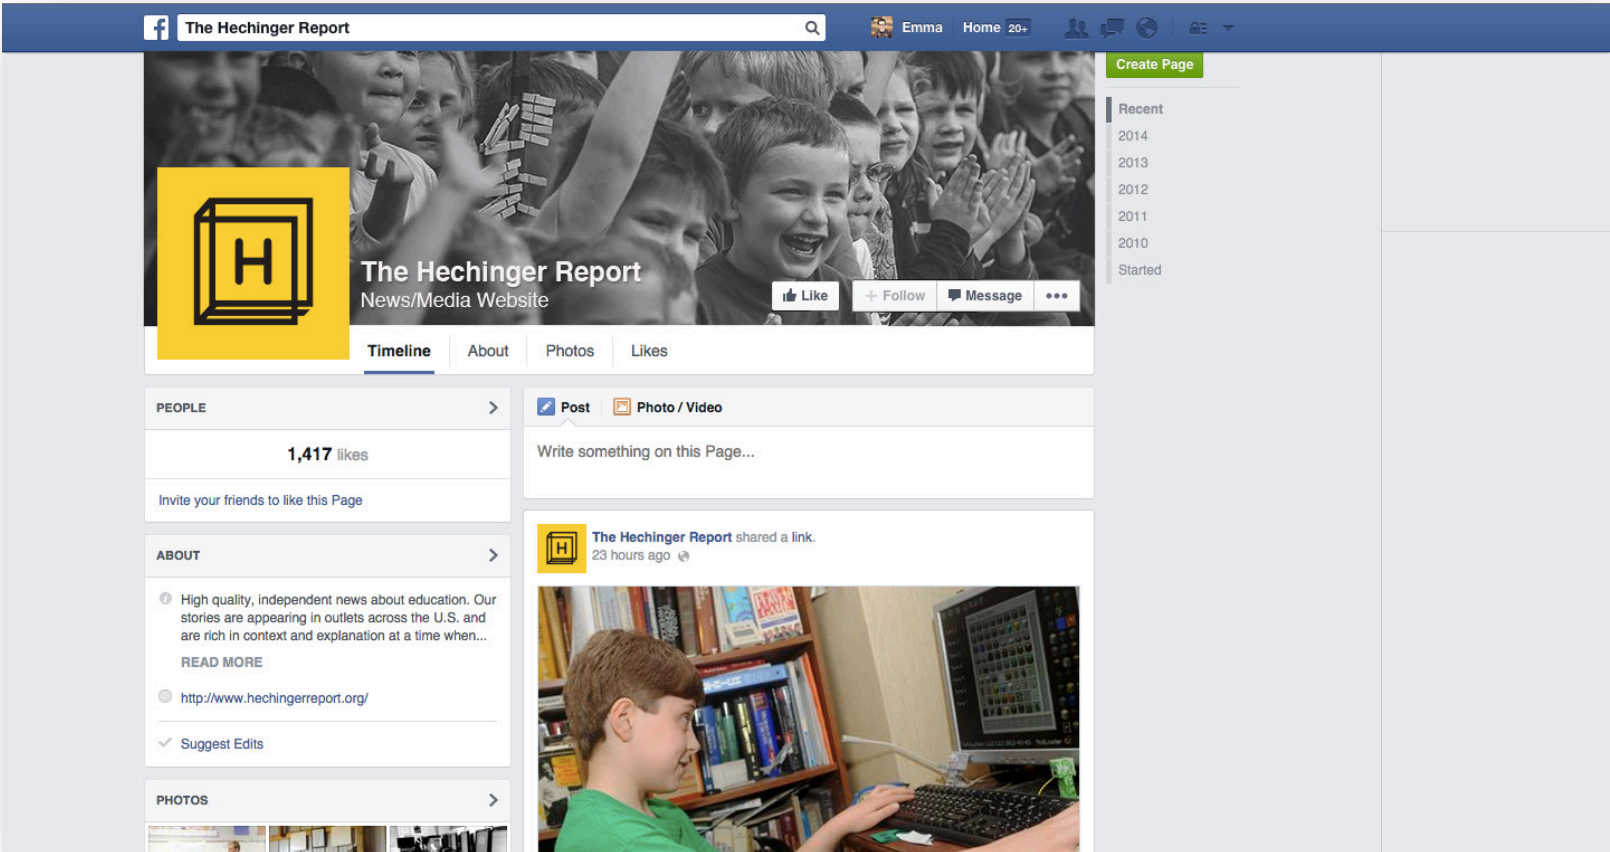 The Hechinger Report
Emma
Home 20+
Create Page
Recent
2014
2013
2012
2011
2010
Started
H
The Hechinger Report
News/Media Website
Like
+ Follow
Message
Timeline
About
Photos
Likes
PEOPLE
1,417 likes
Invite your friends to like this Page
ABOUT
High quality, independent news about education. Our
stories are appearing in outlets across the U.S. and
are rich in context and explanation at a time when...
READ MORE
http://www.hechingerreport.org/
Suggest Edits
PHOTOS
Post
Photo / Video
Write something on this Page...
H
The Hechinger Report shared a link.
23 hours ago